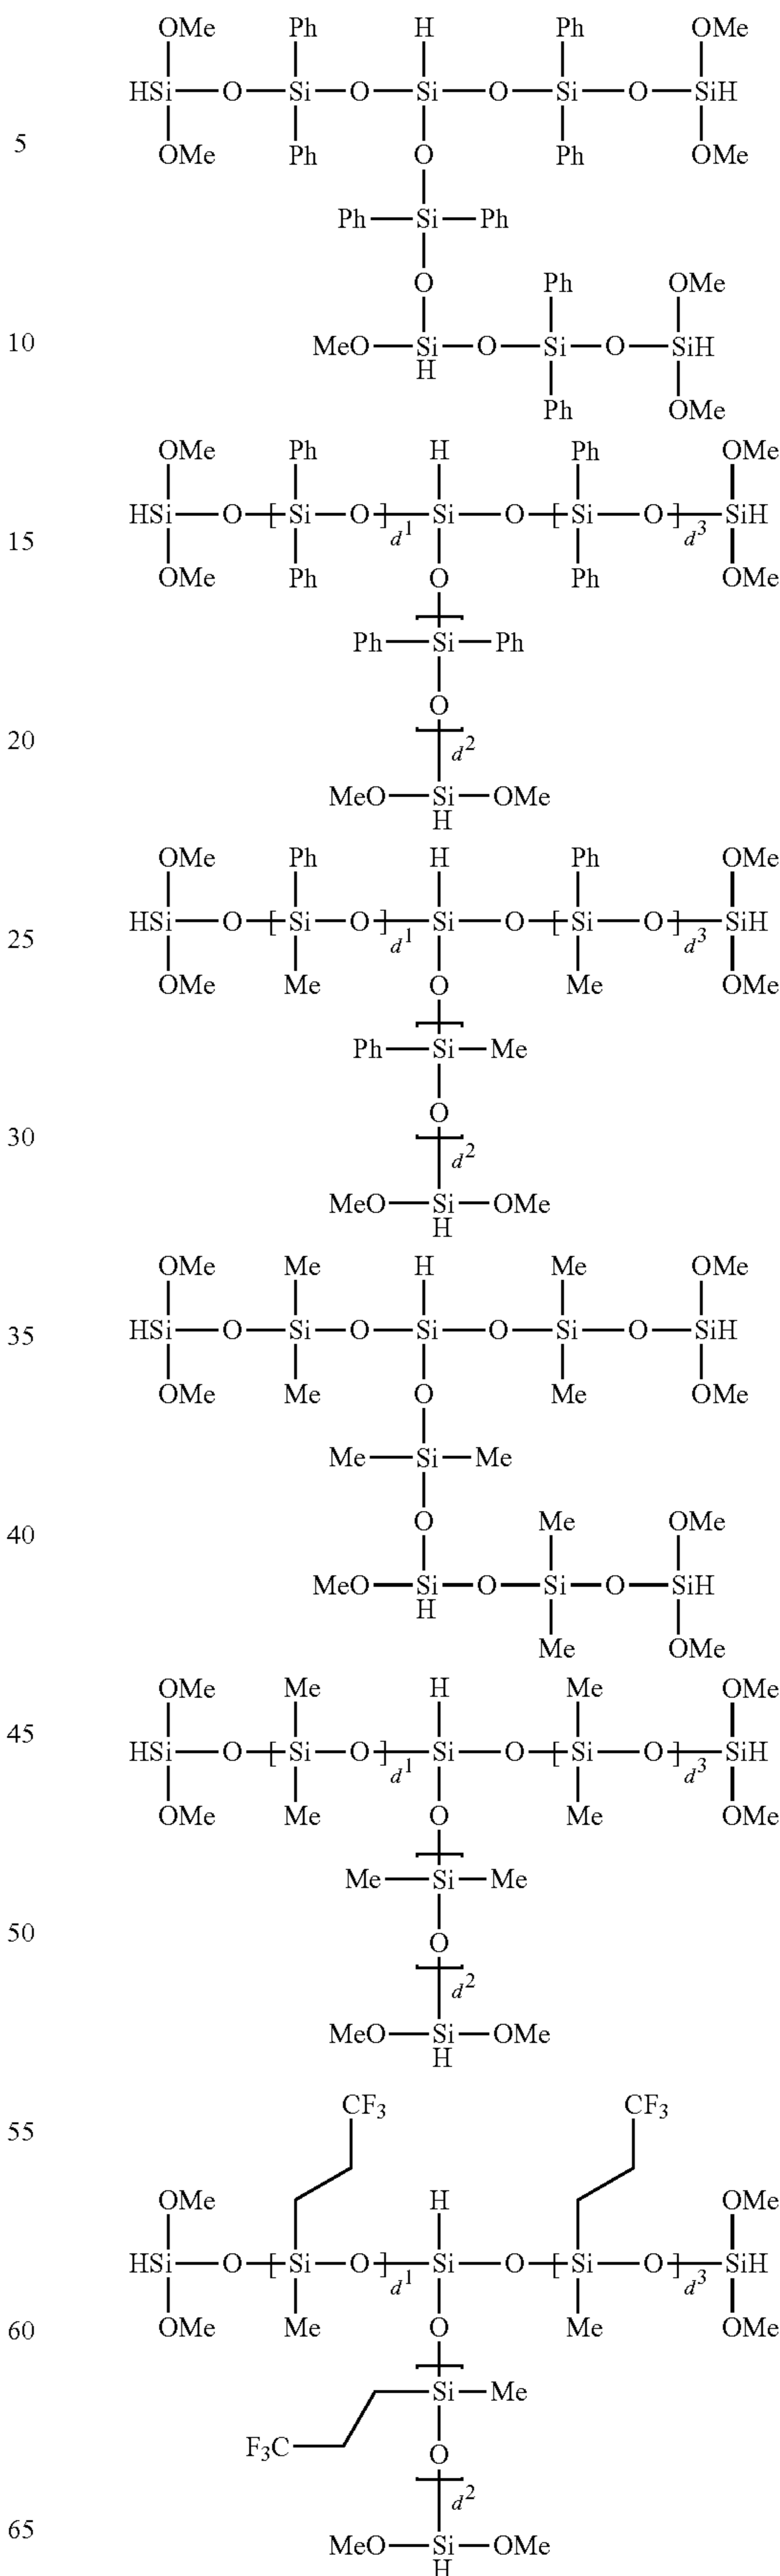 OMe Ph H Ph OMe
HSi O Si O Si O Si O SiH
5
OMe Ph O Ph OMe
Ph Si Ph
O Ph OMe
10 MeO Si O Si O SiH
H
Ph OMe
OMe Ph H Ph OMe
HSi O [ Si O ] d1 Si O [ Si O ] d3 SiH
15
OMe Ph O Ph OMe
Ph Si Ph
O
20 d2
MeO Si OMe
H
OMe Ph H Ph OMe
HSi O [ Si O ] d1 Si O [ Si O ] d3 SiH
25
OMe Me O Me OMe
Ph Si Me
O
30 d2
MeO Si OMe
H
OMe Me H Me OMe
35 HSi O Si O Si O Si O SiH
OMe Me O Me OMe
Me Si Me
40 O Me OMe
MeO Si O Si O SiH
H
Me OMe
OMe Me H Me OMe
45 HSi O [ Si O ] d1 Si O [ Si O ] d3 SiH
OMe Me O Me OMe
Me Si Me
50 O
d2
MeO Si OMe
H
55 CF3 CF3
OMe H OMe
HSi O [ Si O ] d1 Si O [ Si O ] d3 SiH
60 OMe Me O Me OMe
Si Me
F3C O
d2
65 MeO Si OMe
H